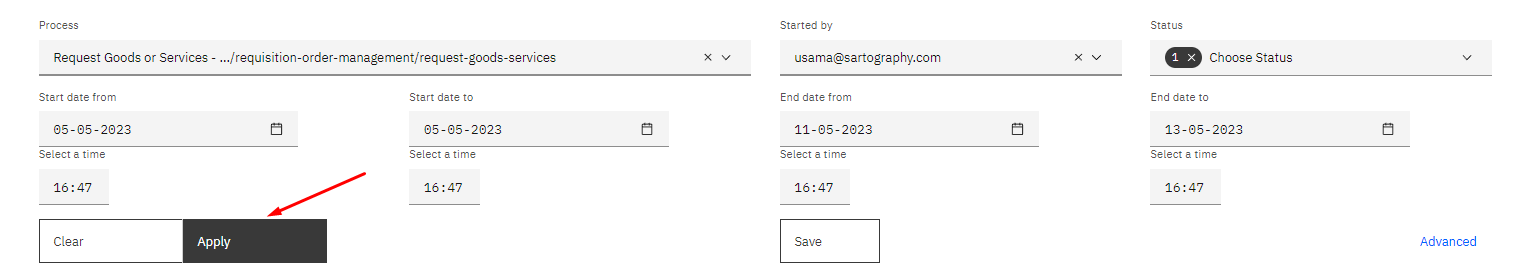 Process
Started by
Status
Request Goods or Services - .../requisition-order-management/request-goods-services
usama@sartography.com
1 Choose Status
Start date from
Start date to
End date from
End date to
05-05-2023
05-05-2023
11-05-2023
13-05-2023
Select a time
Select a time
Select a time
Select a time
16:47
16:47
16:47
16:47
Clear
Apply
Save
Advanced